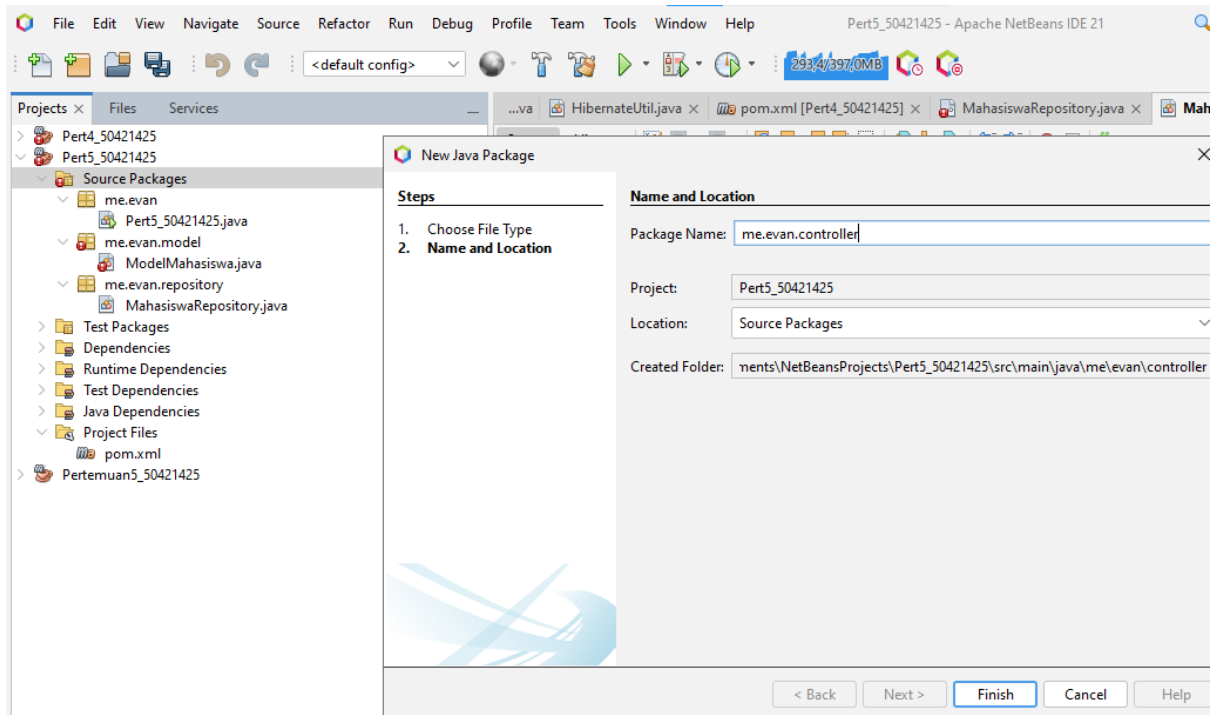 File Edit View Navigate Source Refactor Run Debug Profile Team Tools Window Help Pert5_50421425 - Apache NetBeans IDE 21
<default config> 293,4/397,0MB
Projects Files Services ...va HibernateUtil.java pom.xml [Pert4_50421425] MahasiswaRepository.java Mah
Pert4_50421425
Pert5_50421425
Source Packages
me.evan
Pert5_50421425.java
me.evan.model
ModelMahasiswa.java
me.evan.repository
MahasiswaRepository.java
Test Packages
Dependencies
Runtime Dependencies
Test Dependencies
Java Dependencies
Project Files
pom.xml
Pertemuan5_50421425
New Java Package
Steps
1. Choose File Type
2. Name and Location
Name and Location
Package Name: me.evan.controller
Project: Pert5_50421425
Location: Source Packages
Created Folder: ments\NetBeansProjects\Pert5_50421425\src\main\java\me\evan\controller
< Back Next > Finish Cancel Help